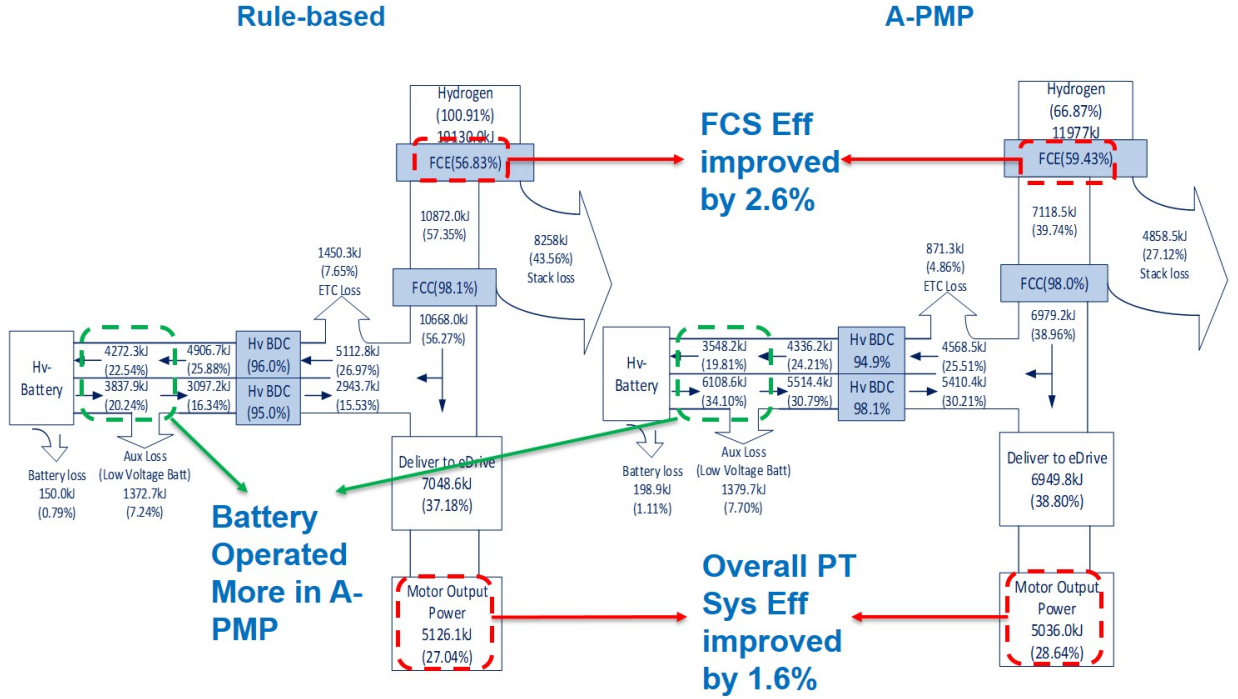 Rule-based
A-PMP
Hydrogen
(100.91%)
19130.0kJ
FCE(56.83%)
10872.0kJ
(57.35%)
8258kJ
(43.56%)
Stack loss
1450.3kJ
(7.65%)
ETC Loss
FCC(98.1%)
10668.0kJ
(56.27%)
Hv-
Battery
4272.3kJ
(22.54%)
3837.9kJ
(20.24%)
4906.7kJ
(25.88%)
3097.2kJ
(16.34%)
Hv BDC
(96.0%)
Hv BDC
(95.0%)
5112.8kJ
(26.97%)
2943.7kJ
(15.53%)
Battery loss
150.0kJ
(0.79%)
Aux Loss
(Low Voltage Batt)
1372.7kJ
(7.24%)
Deliver to eDrive
7048.6kJ
(37.18%)
Motor Output
Power
5126.1kJ
(27.04%)
FCS Eff
improved
by 2.6%
Battery
Operated
More in A-
PMP
Overall PT
Sys Eff
improved
by 1.6%
Hydrogen
(66.87%)
11977kJ
FCE(59.43%)
7118.5kJ
(39.74%)
4858.5kJ
(27.12%)
Stack loss
871.3kJ
(4.86%)
ETC Loss
FCC(98.0%)
6979.2kJ
(38.96%)
Hv-
Battery
3548.2kJ
(19.81%)
6108.6kJ
(34.10%)
4336.2kJ
(24.21%)
5514.4kJ
(30.79%)
Hv BDC
94.9%
Hv BDC
98.1%
4568.5kJ
(25.51%)
5410.4kJ
(30.21%)
Battery loss
198.9kJ
(1.11%)
Aux Loss
(Low Voltage Batt)
1379.7kJ
(7.70%)
Deliver to eDrive
6949.8kJ
(38.80%)
Motor Output
Power
5036.0kJ
(28.64%)